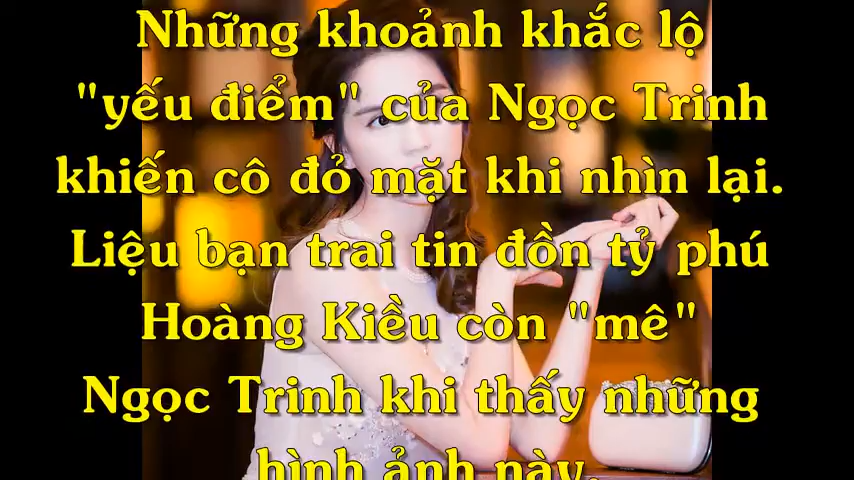 Những khoảnh khắc lộ
"yếu điểm" của Ngọc Trinh
khiến cô đỏ mặt khi nhìn lại.
Liệu bạn trai tin đồn tỷ phú
Hoàng Kiều còn "mê"
Ngọc Trinh khi thấy những
hình ảnh này.